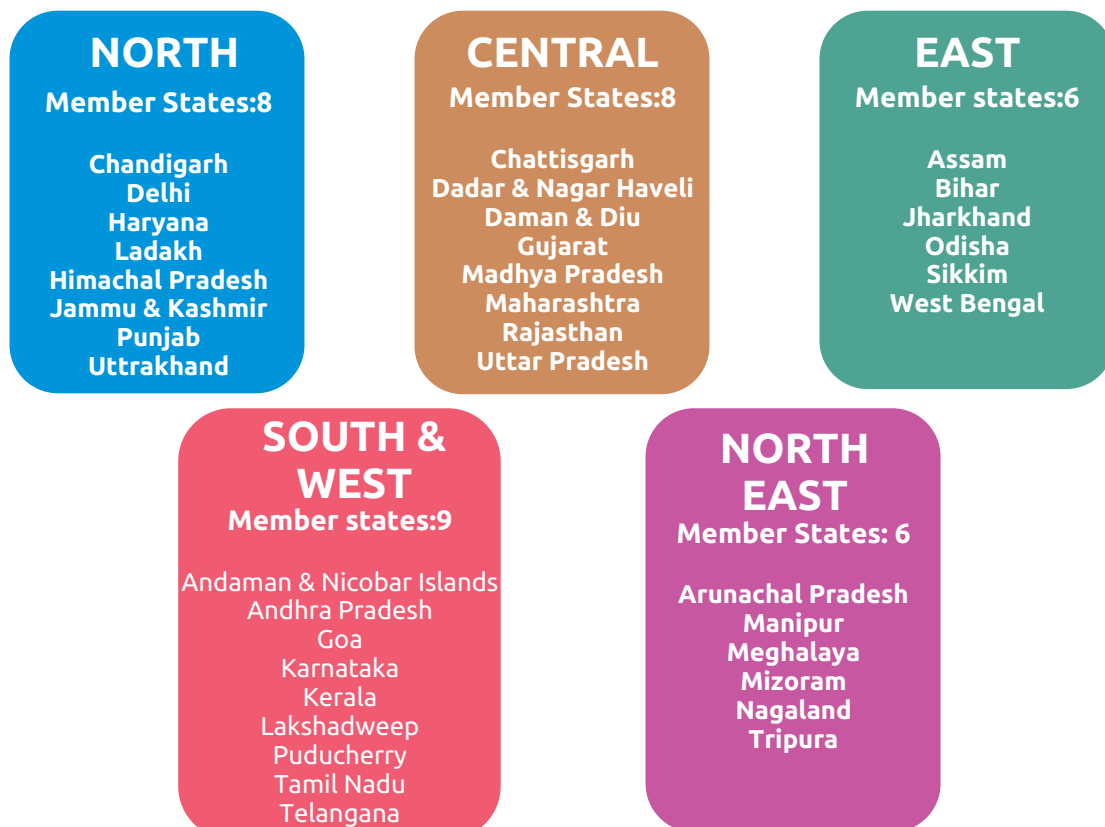 NORTH
Member States:8
Chandigarh
Delhi
Haryana
Ladakh
Himachal Pradesh
Jammu & Kashmir
Punjab
Uttrakhand
CENTRAL
Member States:8
Chattisgarh
Dadar & Nagar Haveli
Daman & Diu
Gujarat
Madhya Pradesh
Maharashtra
Rajasthan
Uttar Pradesh
EAST
Member states:6
Assam
Bihar
Jharkhand
Odisha
Sikkim
West Bengal
SOUTH &
WEST
Member states:9
Andaman & Nicobar Islands
Andhra Pradesh
Goa
Karnataka
Kerala
Lakshadweep
Puducherry
Tamil Nadu
Telangana
NORTH
EAST
Member States: 6
Arunachal Pradesh
Manipur
Meghalaya
Mizoram
Nagaland
Tripura